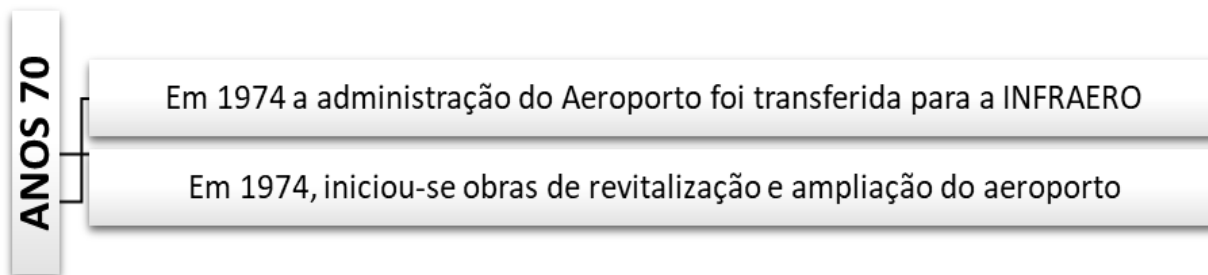 ANOS 70
Em 1974 a administração do Aeroporto foi transferida para a INFRAERO
Em 1974, iniciou-se obras de revitalização e ampliação do aeroporto